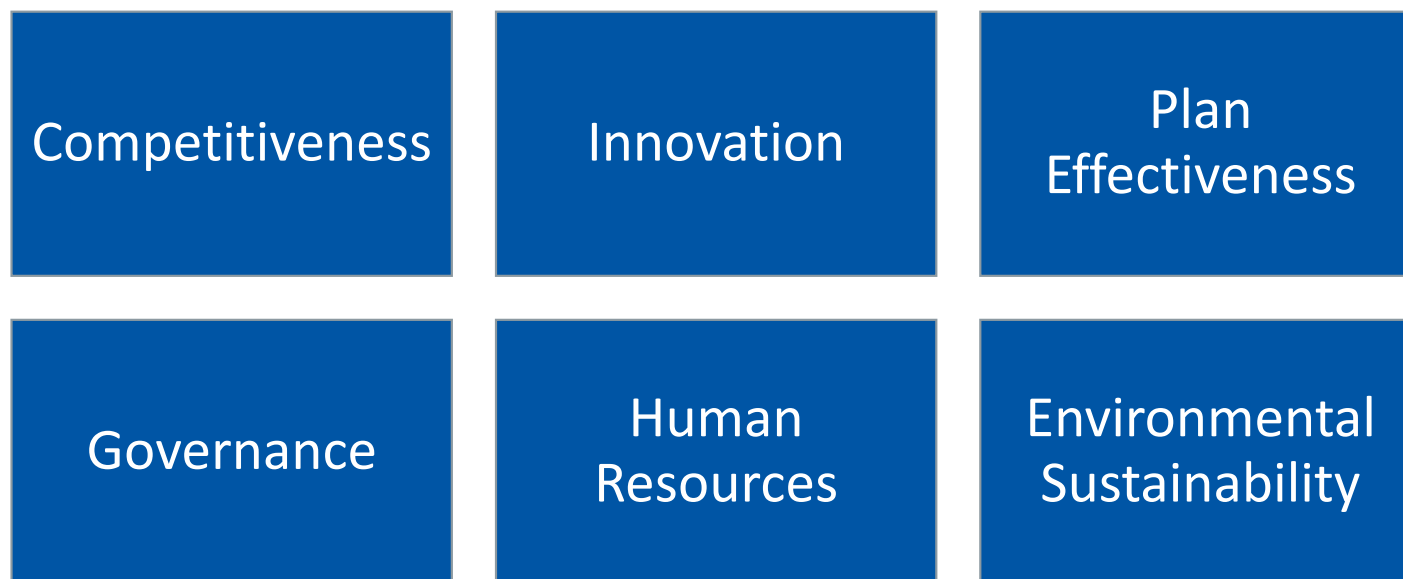 Competitiveness
Innovation
Plan
Effectiveness
Governance
Human
Resources
Environmental
Sustainability